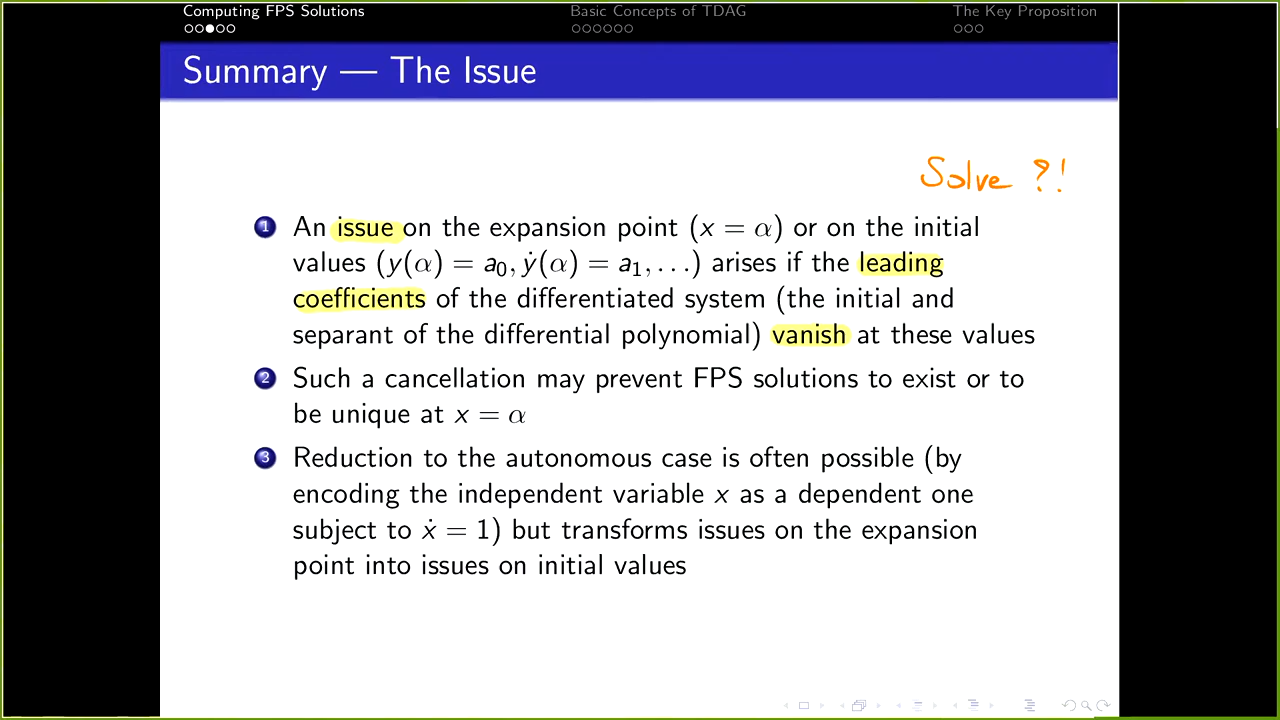 Computing FPS Solutions Basic Concepts of TDAG The Key Proposition
Summary — The Issue
Solve ?!
1 An issue on the expansion point (x = α) or on the initial
values (y(α) = a₀, ẏ(α) = a₁, . . .) arises if the leading
coefficients of the differentiated system (the initial and
separant of the differential polynomial) vanish at these values
2 Such a cancellation may prevent FPS solutions to exist or to
be unique at x = α
3 Reduction to the autonomous case is often possible (by
encoding the independent variable x as a dependent one
subject to ẋ = 1) but transforms issues on the expansion
point into issues on initial values